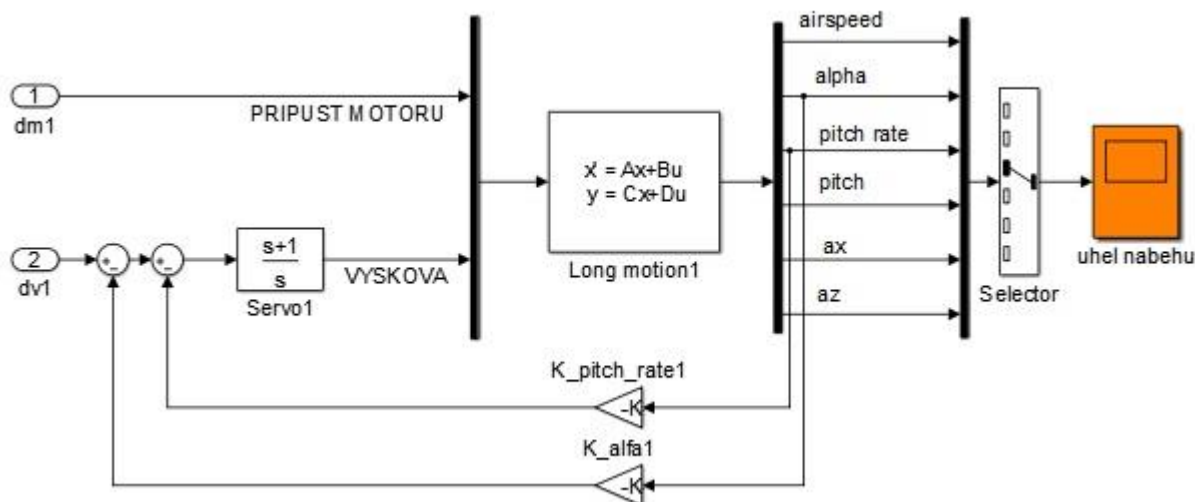 airspeed
alpha
1
dm1
PRIPUST MOTORU
pitch rate
x' = Ax+Bu
y = Cx+Du
pitch
2
dv1
+
-
+
-
s+1
s
Servo1
VYSKOVA
Long motion1
ax
az
Selector
uhel nabehu
K_pitch_rate1
-K
K_alfa1
-K